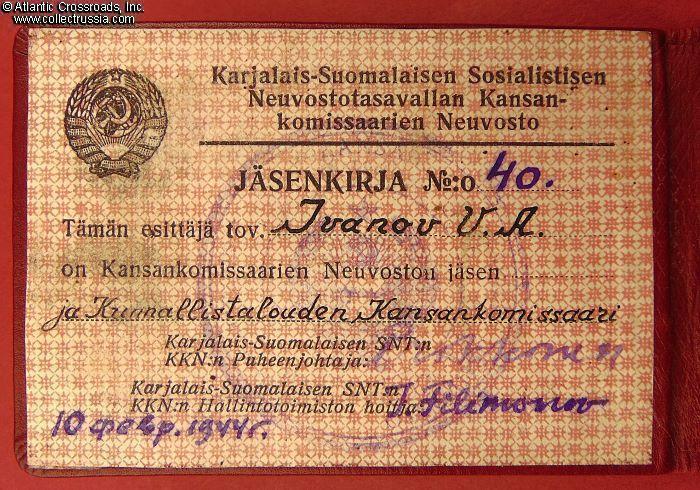 © Atlantic Crossroads, Inc.
www.collectrussia.com
Karjalais-Suomalaisen Sosialistisen
Neuvostotasavallan Kansan-
komissaarien Neuvosto
JÄSENKIRJA №:o 40.
Tämän esittäjä tov. Ivanov V. A.
on Kansankomissaarien Neuvoston jäsen
ja Kunnallistalouden Kansankomissaari
Karjalais-Suomalaisen SNT:n
KKN:n Puheenjohtaja:
Karjalais-Suomalaisen SNT:n
KKN:n Hallintotoimiston hoitja Filimonov
10 февр. 1944 г.